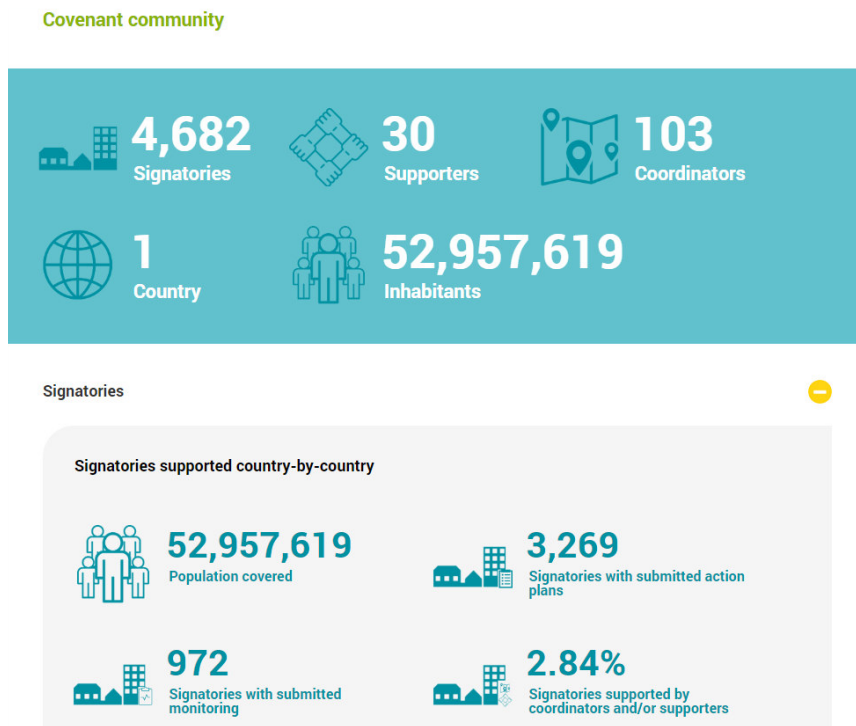 Covenant community
4,682
Signatories
30
Supporters
103
Coordinators
1
Country
52,957,619
Inhabitants
Signatories
Signatories supported country-by-country
52,957,619
Population covered
3,269
Signatories with submitted action
plans
972
Signatories with submitted
monitoring
2.84%
Signatories supported by
coordinators and/or supporters